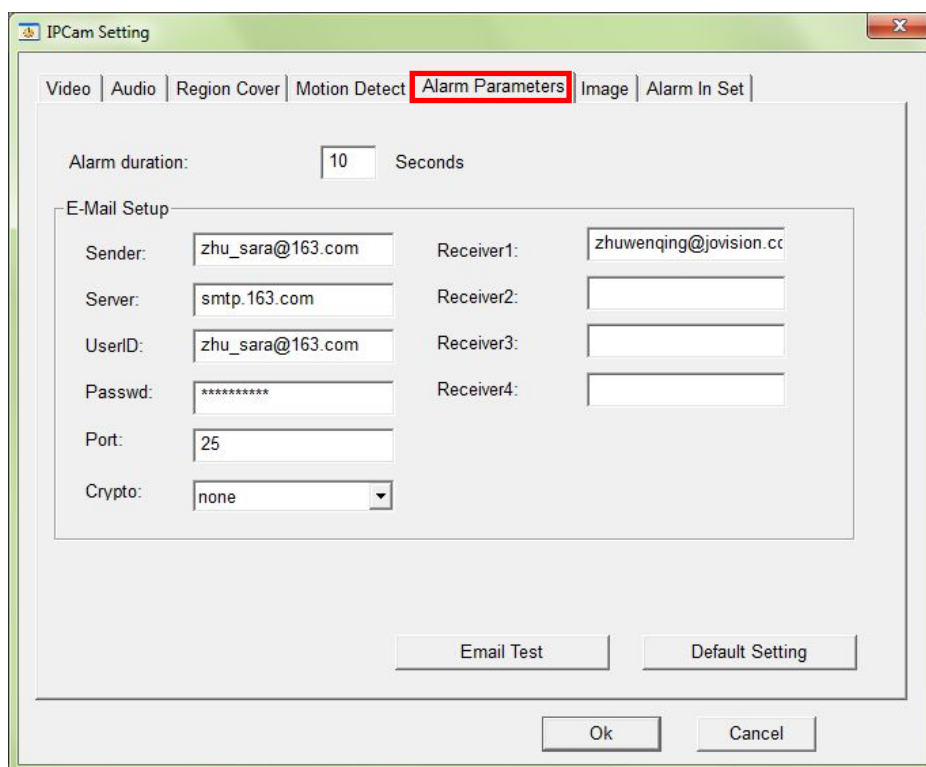 IPCam Setting
Video Audio Region Cover Motion Detect Alarm Parameters Image Alarm In Set
Alarm duration: 10 Seconds
E-Mail Setup
Sender: zhu_sara@163.com Receiver1: zhuwenqing@jovision.cc
Server: smtp.163.com Receiver2:
UserID: zhu_sara@163.com Receiver3:
Passwd: ********** Receiver4:
Port: 25
Crypto: none
Email Test Default Setting
Ok Cancel